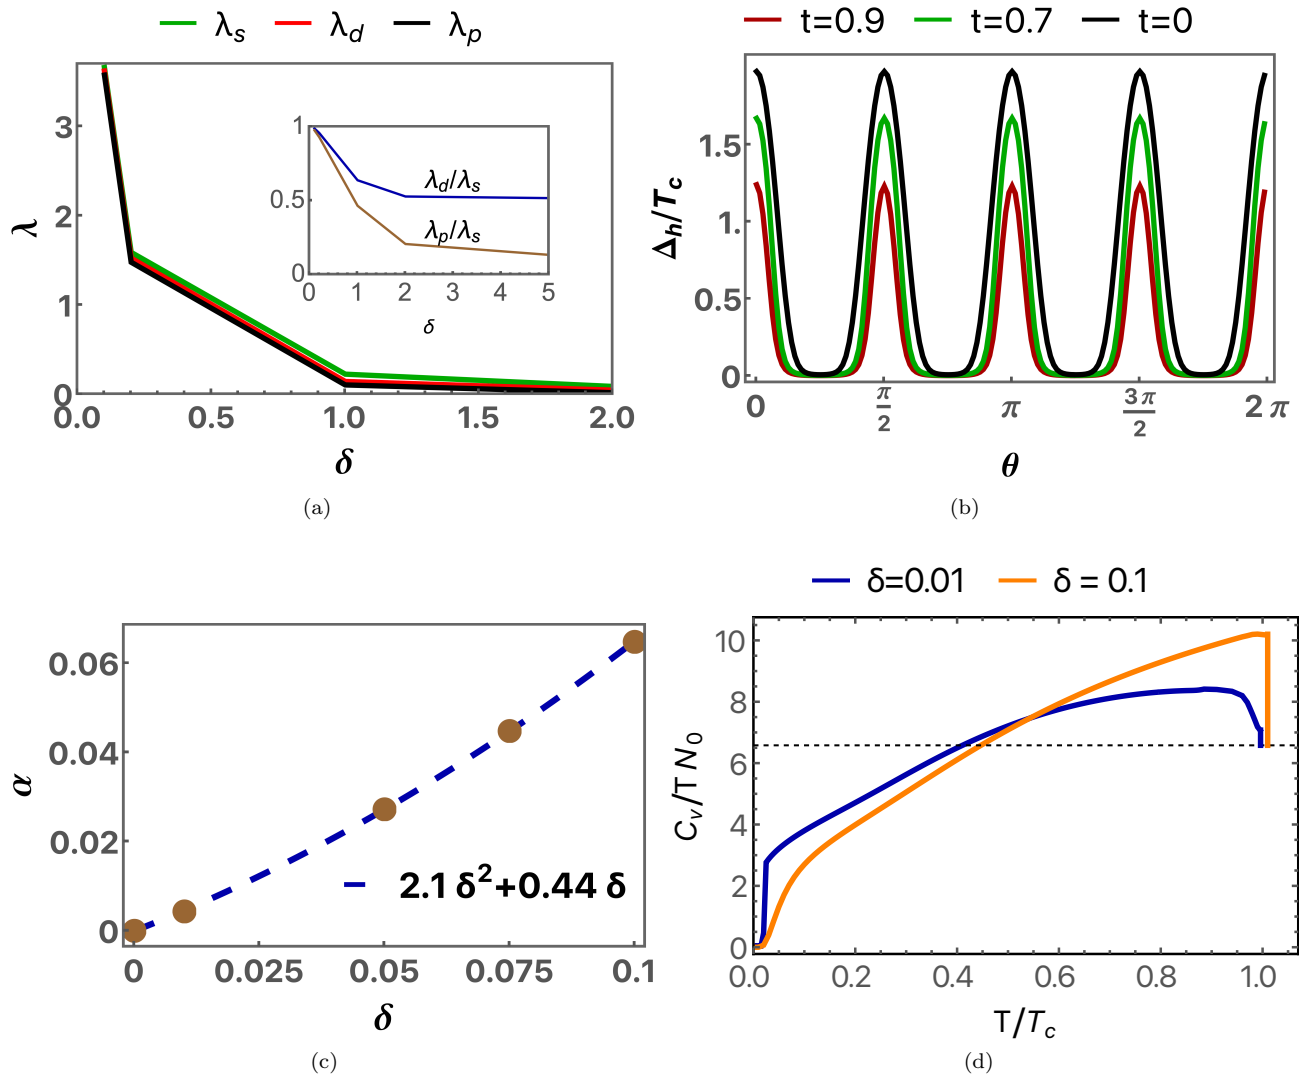 λs λd λp
3
2
1
0
0.0 0.5 1.0 1.5 2.0
λ
δ
1
0.5
0
0 1 2 3 4 5
δ
λd/λs
λp/λs
(a)
t=0.9 t=0.7 t=0
1.5
1.
0.5
0
0 π/2 π 3π/2 2π
Δh/Tc
θ
(b)
0.06
0.04
0.02
0
0 0.025 0.05 0.075 0.1
α
δ
2.1 δ²+0.44 δ
(c)
δ=0.01 δ = 0.1
10
8
6
4
2
0
0.0 0.2 0.4 0.6 0.8 1.0
Cv/T N0
T/Tc
(d)